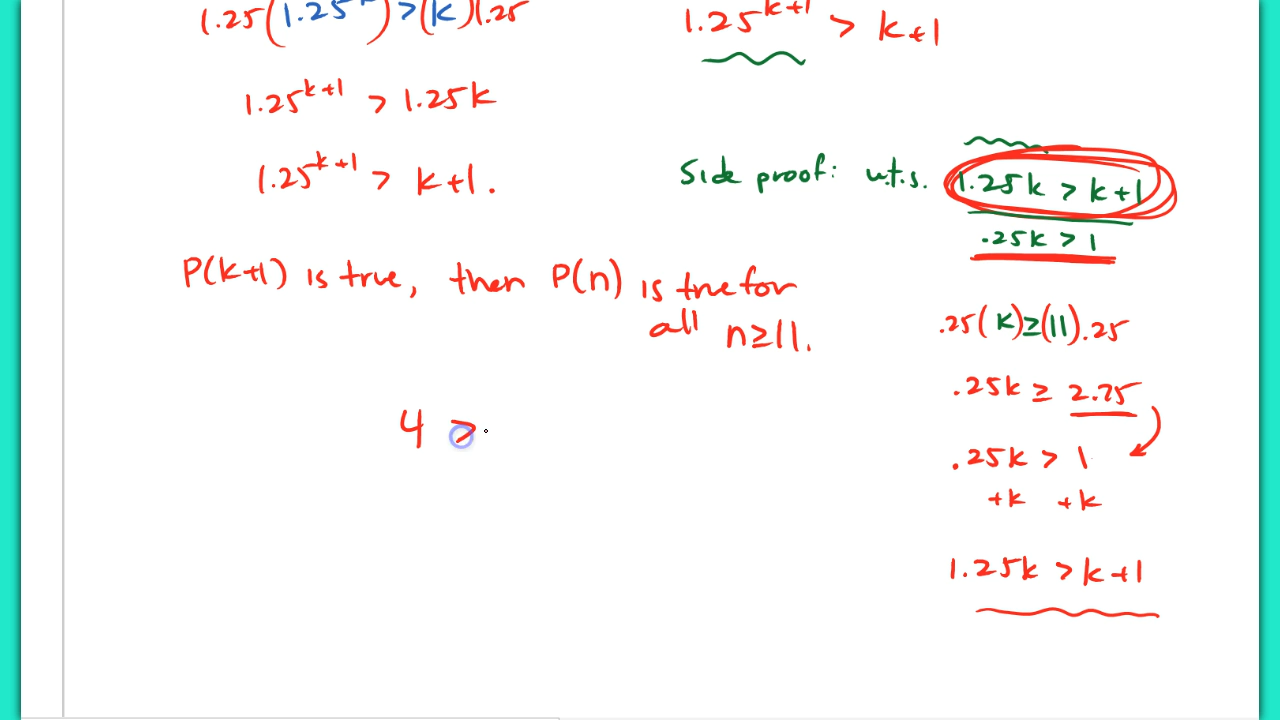 1.25(1.25^k) > (k)1.25
1.25^k+1 > 1.25k
1.25^k+1 > k+1.
P(k+1) is true, then P(n) is true for
all n≥11.
4 >
1.25^k+1 > k+1
Side proof: w.t.s. 1.25k > k+1
.25k > 1
.25(k)≥(11).25
.25k ≥ 2.75
.25k > 1
+k +k
1.25k > k+1